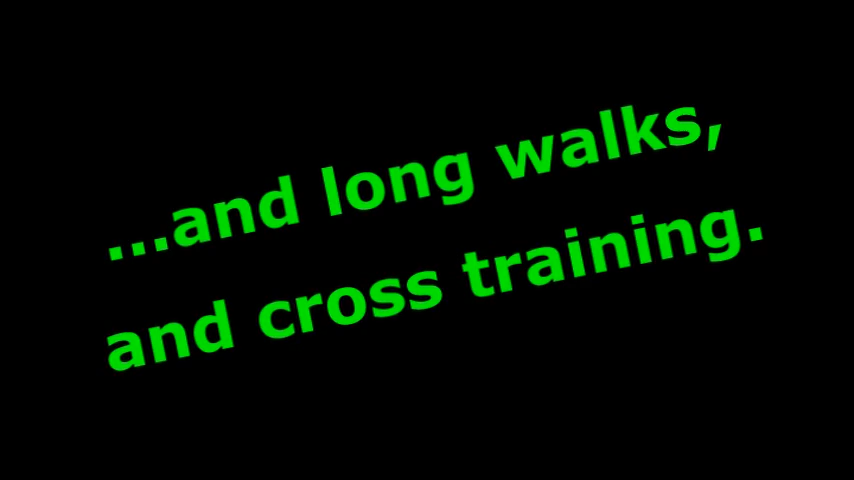 ...and long walks,
and cross training.